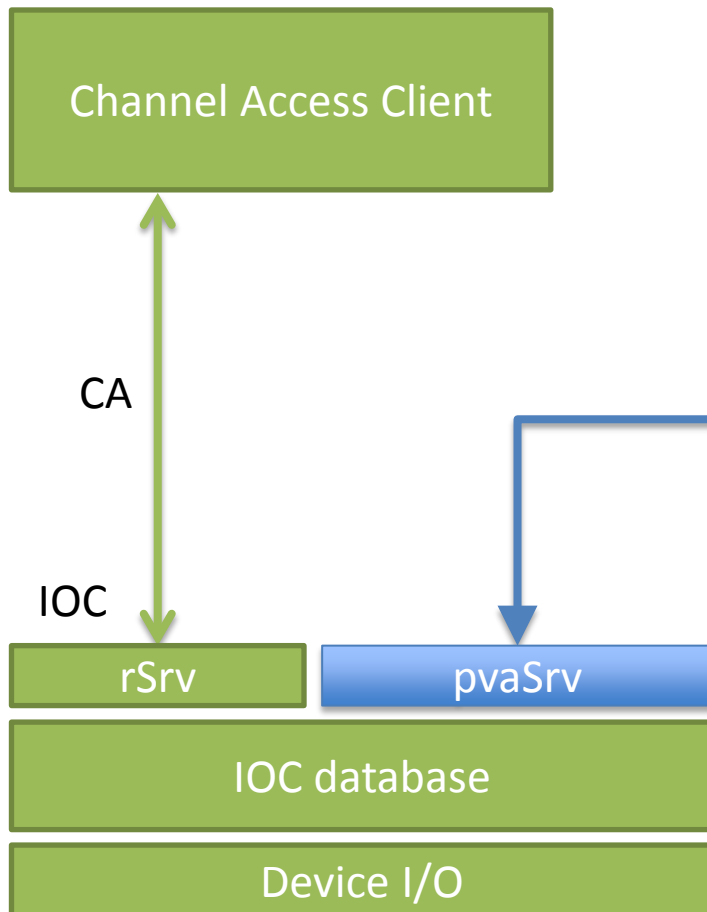 Channel Access Client
CA
IOC
rSrv
pvaSrv
IOC database
Device I/O